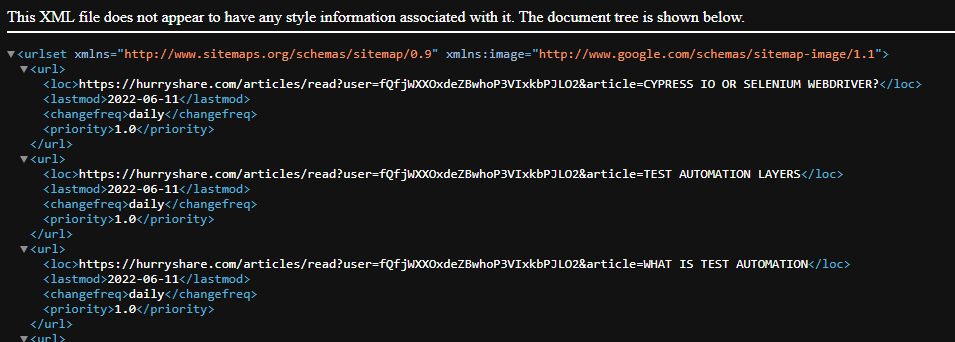 This XML file does not appear to have any style information associated with it. The document tree is shown below.
▼<urlset xmlns="http://www.sitemaps.org/schemas/sitemap/0.9" xmlns:image="http://www.google.com/schemas/sitemap-image/1.1">
▼<url>
<loc>https://hurryshare.com/articles/read?user=fQfjWXXOxdeZBwhoP3VIxkbPJLO2&article=CYPRESS IO OR SELENIUM WEBDRIVER?</loc>
<lastmod>2022-06-11</lastmod>
<changefreq>daily</changefreq>
<priority>1.0</priority>
</url>
▼<url>
<loc>https://hurryshare.com/articles/read?user=fQfjWXXOxdeZBwhoP3VIxkbPJLO2&article=TEST AUTOMATION LAYERS</loc>
<lastmod>2022-06-11</lastmod>
<changefreq>daily</changefreq>
<priority>1.0</priority>
</url>
▼<url>
<loc>https://hurryshare.com/articles/read?user=fQfjWXXOxdeZBwhoP3VIxkbPJLO2&article=WHAT IS TEST AUTOMATION</loc>
<lastmod>2022-06-11</lastmod>
<changefreq>daily</changefreq>
<priority>1.0</priority>
</url>
▼<url>